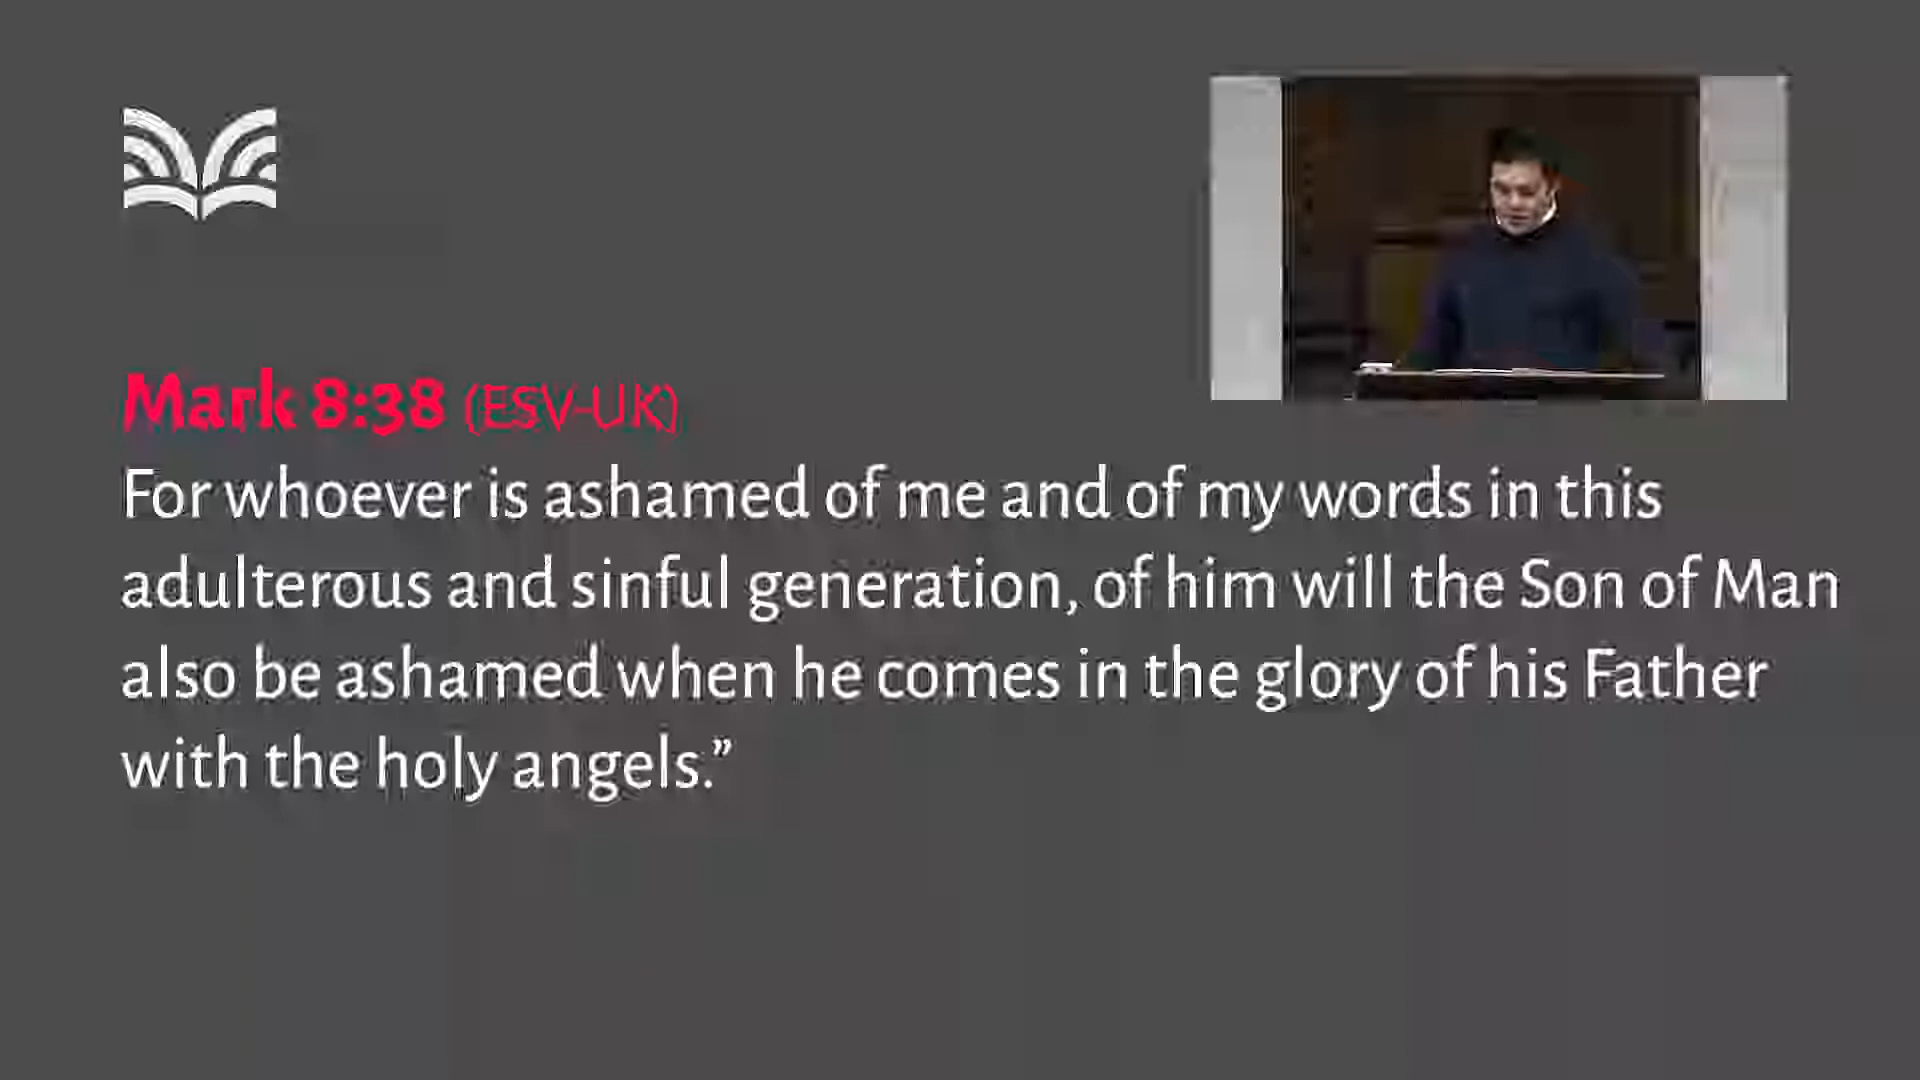 Mark 8:38 (ESV-UK)
For whoever is ashamed of me and of my words in this
adulterous and sinful generation, of him will the Son of Man
also be ashamed when he comes in the glory of his Father
with the holy angels.”